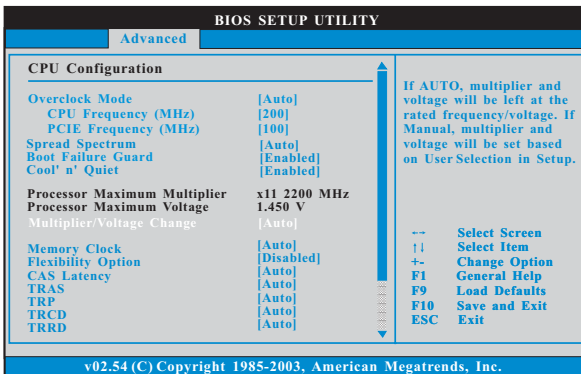 BIOS SETUP UTILITY
Advanced
CPU Configuration
Overclock Mode [Auto]
CPU Frequency (MHz) [200]
PCIE Frequency (MHz) [100]
Spread Spectrum [Auto]
Boot Failure Guard [Enabled]
Cool' n' Quiet [Enabled]
Processor Maximum Multiplier x11 2200 MHz
Processor Maximum Voltage 1.450 V
Multiplier/Voltage Change [Auto]
Memory Clock [Auto]
Flexibility Option [Disabled]
CAS Latency [Auto]
TRAS [Auto]
TRP [Auto]
TRCD [Auto]
TRRD [Auto]
If AUTO, multiplier and
voltage will be left at the
rated frequency/voltage. If
Manual, multiplier and
voltage will be set based
on User Selection in Setup.
←→ Select Screen
↑↓ Select Item
+- Change Option
F1 General Help
F9 Load Defaults
F10 Save and Exit
ESC Exit
v02.54 (C) Copyright 1985-2003, American Megatrends, Inc.